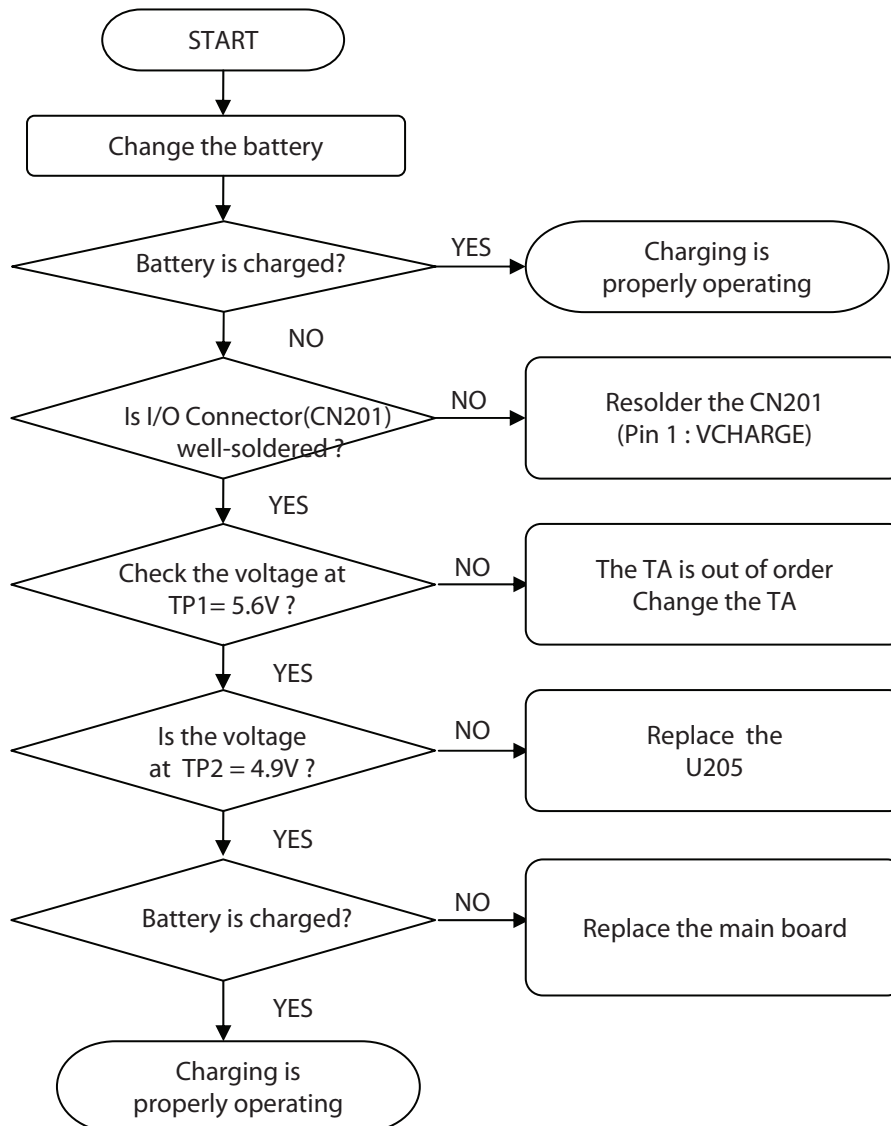 START
Change the battery
Battery is charged?
YES
Charging is
properly operating
NO
Is I/O Connector(CN201)
well-soldered ?
NO
Resolder the CN201
(Pin 1 : VCHARGE)
YES
Check the voltage at
TP1= 5.6V ?
NO
The TA is out of order
Change the TA
YES
Is the voltage
at TP2 = 4.9V ?
NO
Replace the
U205
YES
Battery is charged?
NO
Replace the main board
YES
Charging is
properly operating